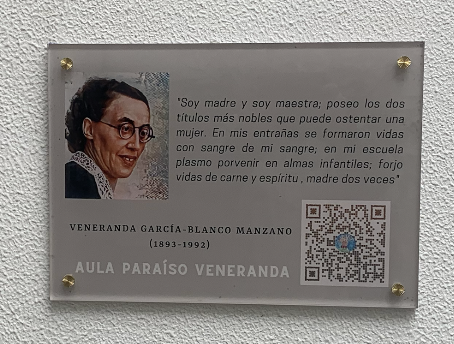 "Soy madre y soy maestra; poseo los dos
títulos más nobles que puede ostentar una
mujer. En mis entrañas se formaron vidas
con sangre de mi sangre; en mi escuela
plasmo porvenir en almas infantiles; forjo
vidas de carne y espíritu , madre dos veces"
VENERANDA GARCÍA-BLANCO MANZANO
(1893-1992)
AULA PARAÍSO VENERANDA